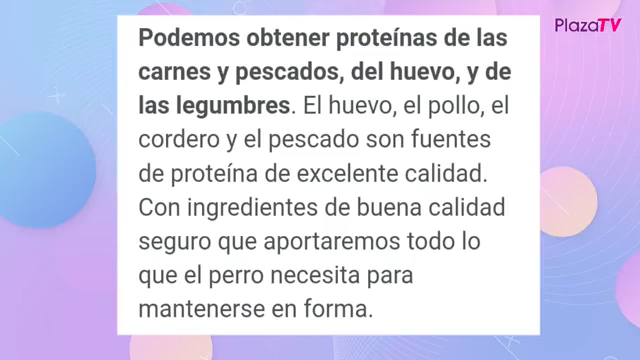 PlazaTV
Podemos obtener proteínas de las
carnes y pescados, del huevo, y de
las legumbres. El huevo, el pollo, el
cordero y el pescado son fuentes
de proteína de excelente calidad.
Con ingredientes de buena calidad
seguro que aportaremos todo lo
que el perro necesita para
mantenerse en forma.